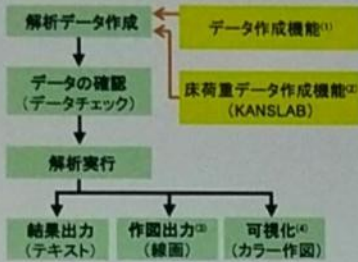 解析データ作成
データ作成機能⁽¹⁾
データの確認
(データチェック)
床荷重データ作成機能⁽²⁾
(KANSLAB)
解析実行
結果出力
(テキスト)
作図出力⁽³⁾
(線画)
可視化⁽⁴⁾
(カラー作図)